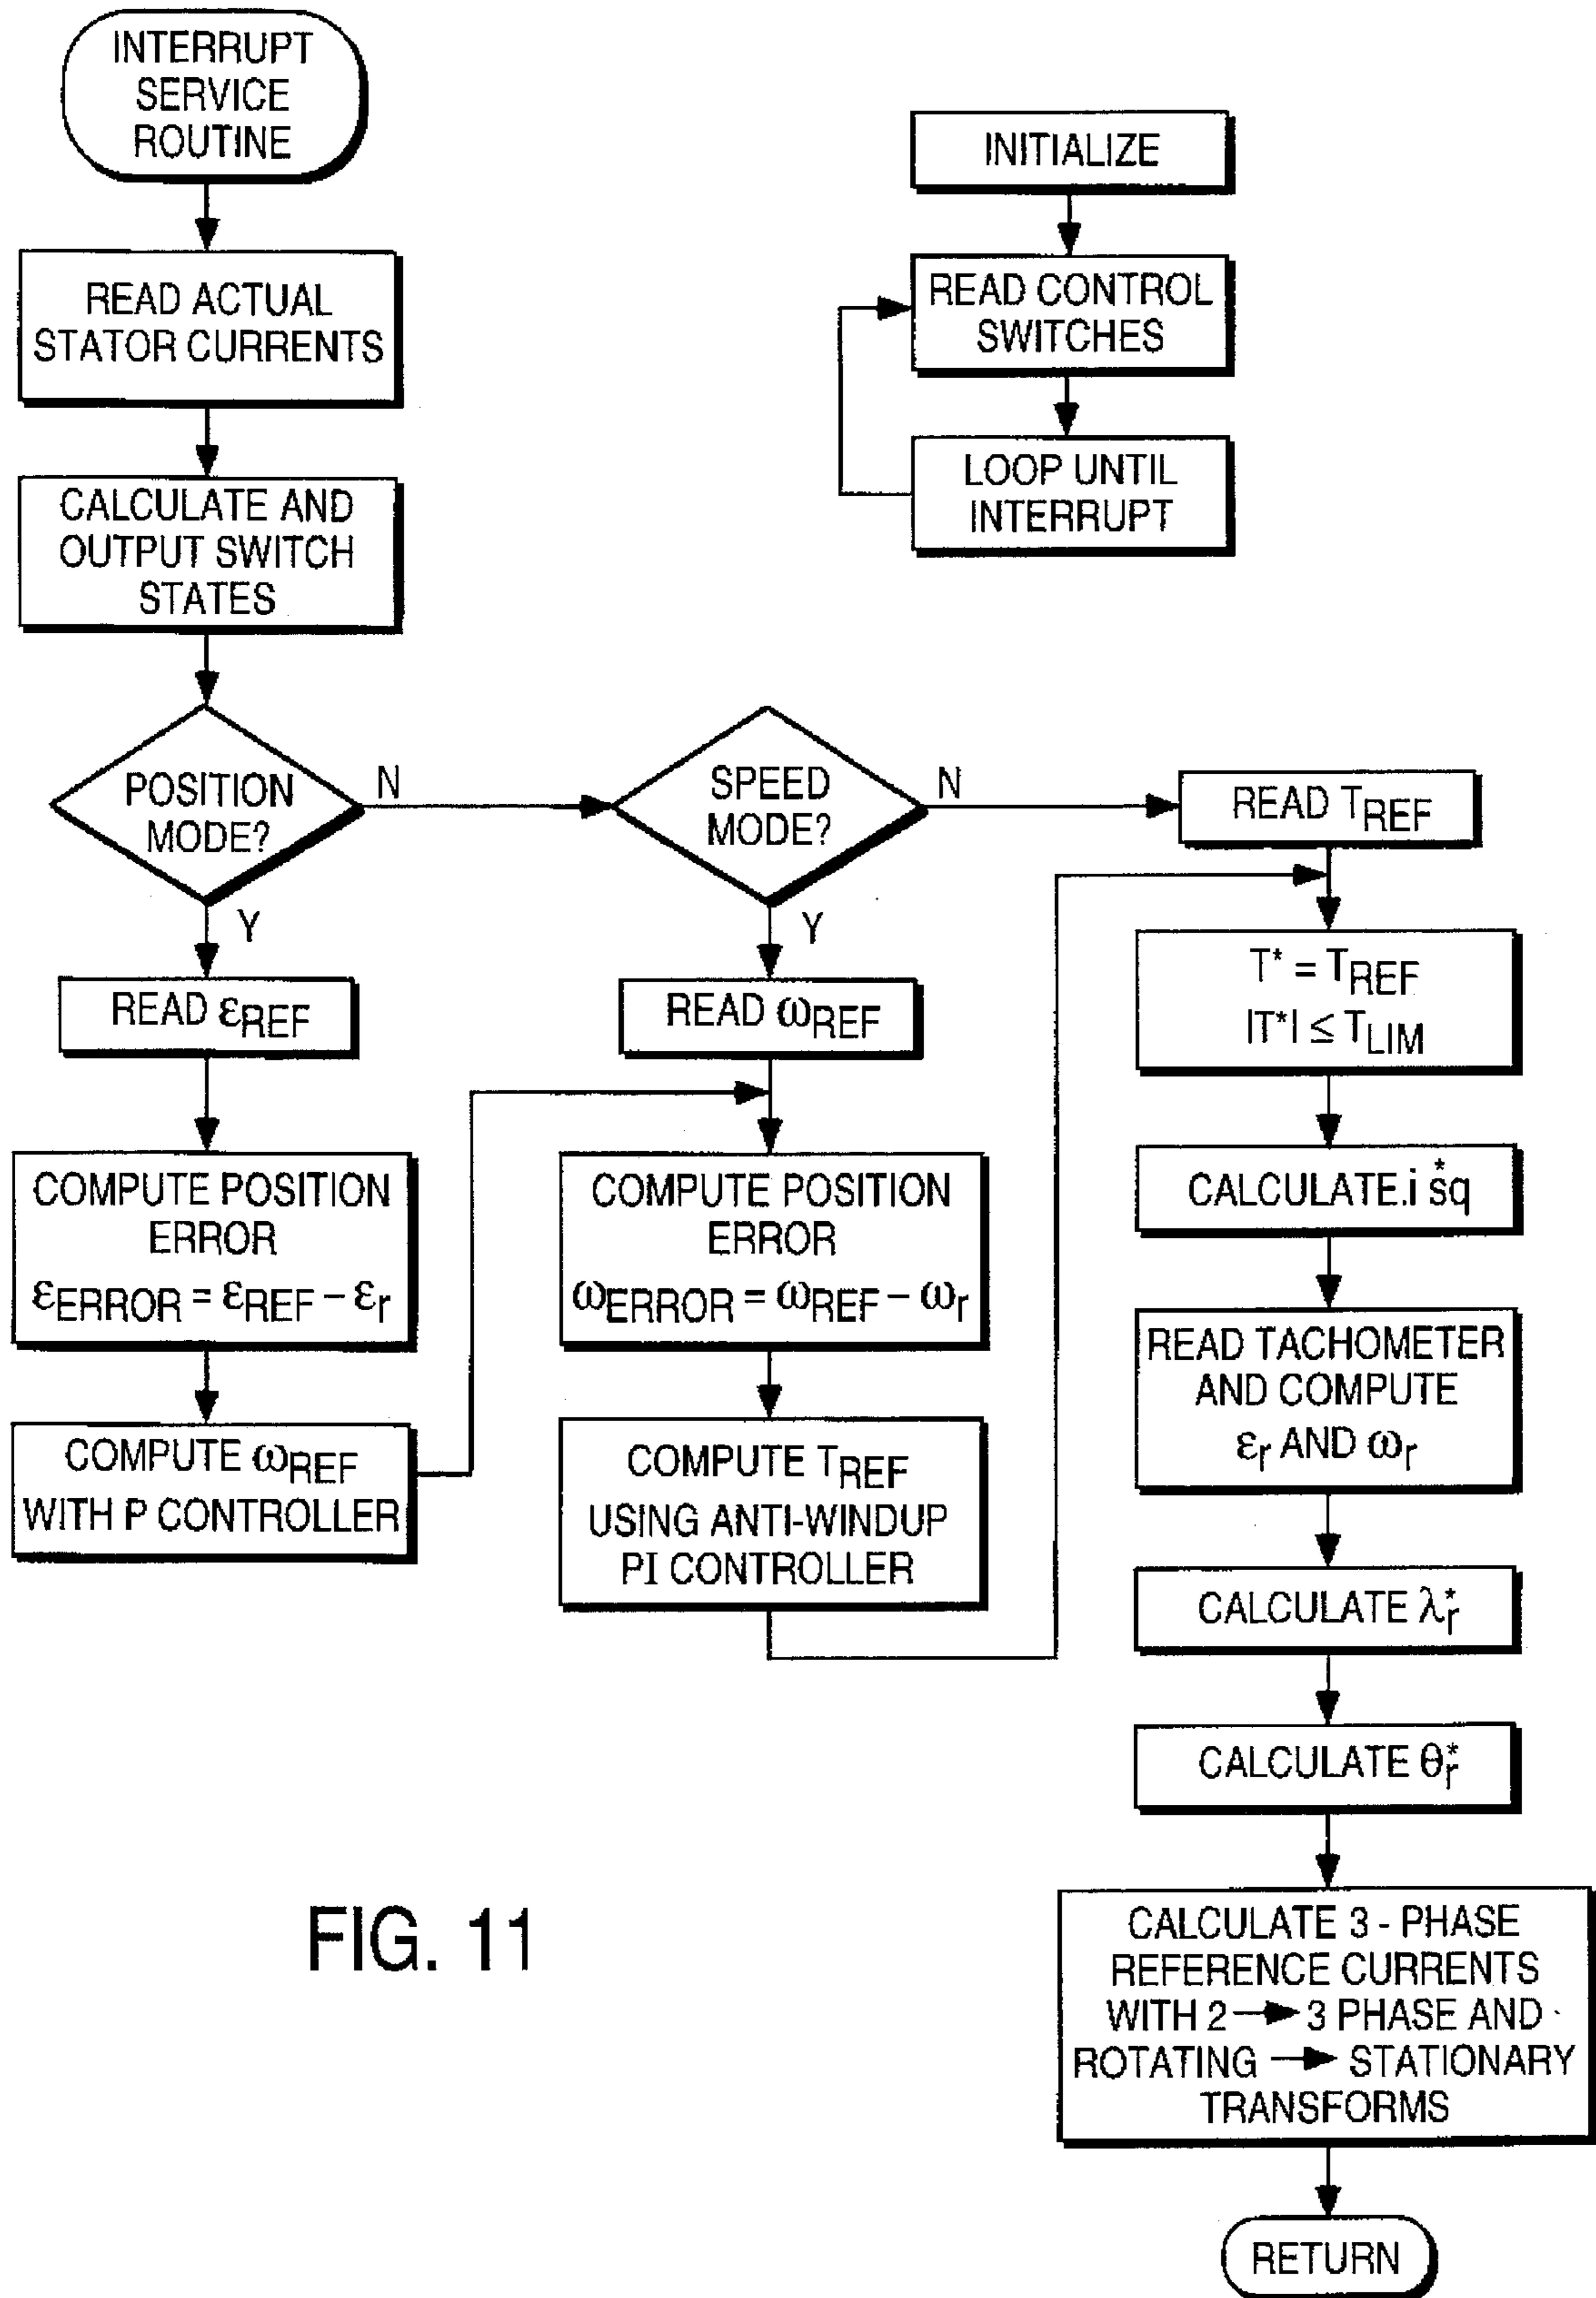 INTERRUPT
SERVICE
ROUTINE
READ ACTUAL
STATOR CURRENTS
CALCULATE AND
OUTPUT SWITCH
STATES
INITIALIZE
READ CONTROL
SWITCHES
LOOP UNTIL
INTERRUPT
POSITION
MODE?
N
Y
READ εREF
COMPUTE POSITION
ERROR
εERROR = εREF – εr
COMPUTE ωREF
WITH P CONTROLLER
SPEED
MODE?
N
Y
READ ωREF
COMPUTE POSITION
ERROR
ωERROR = ωREF – ωr
COMPUTE TREF
USING ANTI-WINDUP
PI CONTROLLER
READ TREF
T* = TREF
|T*| ≤ TLIM
CALCULATE.i s*q
READ TACHOMETER
AND COMPUTE
εr AND ωr
CALCULATE λr*
CALCULATE θr*
CALCULATE 3 - PHASE
REFERENCE CURRENTS
WITH 2 → 3 PHASE AND
ROTATING → STATIONARY
TRANSFORMS
RETURN
FIG. 11